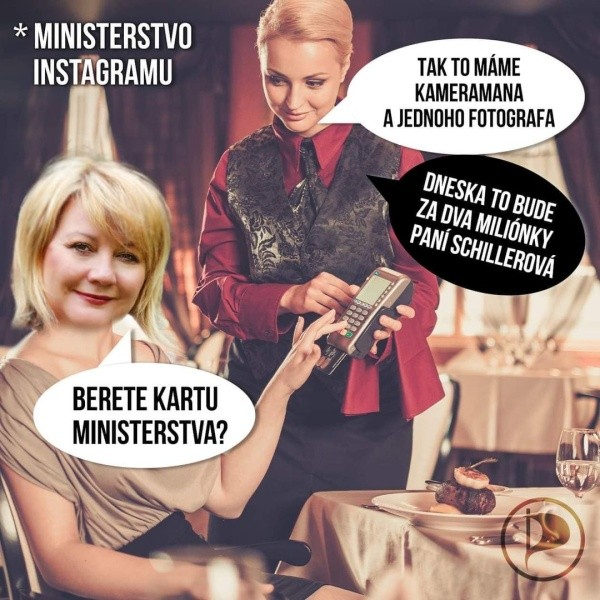 * MINISTERSTVO
INSTAGRAMU
TAK TO MÁME
KAMERAMANA
A JEDNOHO FOTOGRAFA
DNESKA TO BUDE
ZA DVA MILIÓNKY
PANÍ SCHILLEROVÁ
BERETE KARTU
MINISTERSTVA?